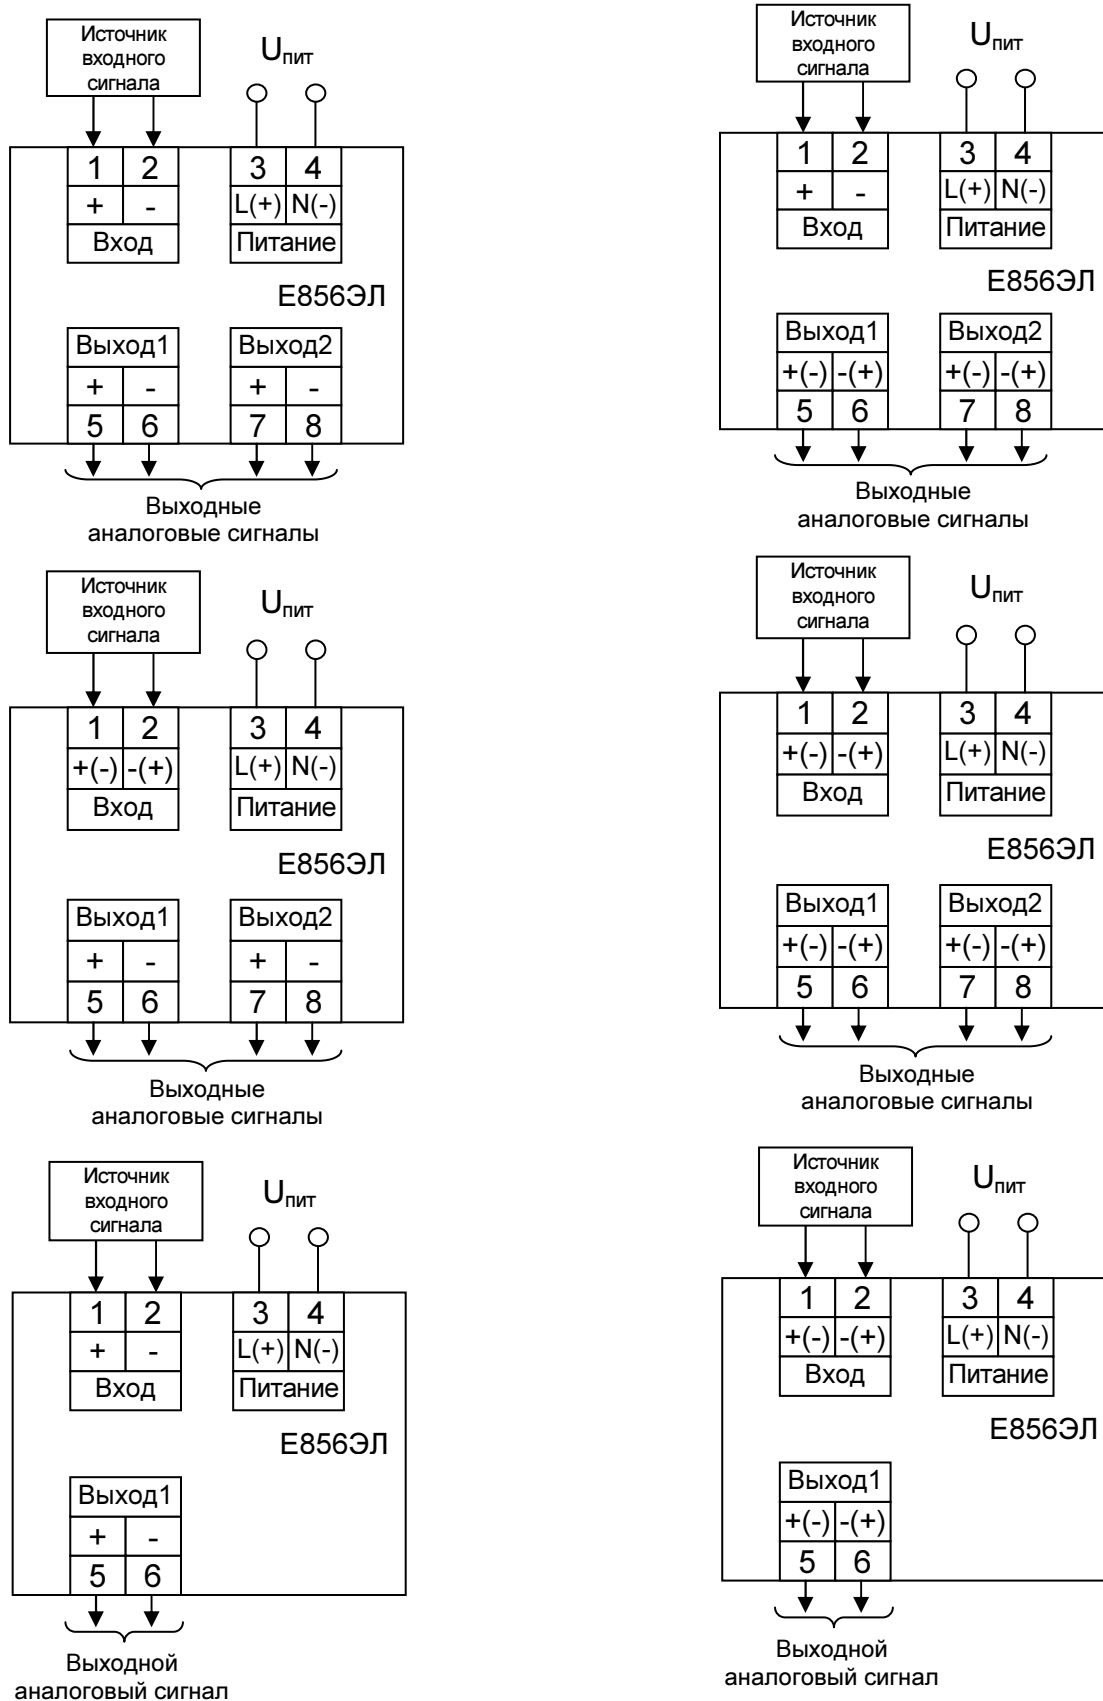 Источник
входного
сигнала
Uпит
1 2 3 4
+ - L(+) N(-)
Вход Питание
Е856ЭЛ
Выход1 Выход2
+ - + -
5 6 7 8
Выходные
аналоговые сигналы
Источник
входного
сигнала
Uпит
1 2 3 4
+ - L(+) N(-)
Вход Питание
Е856ЭЛ
Выход1 Выход2
+(-) -(+) +(-) -(+)
5 6 7 8
Выходные
аналоговые сигналы
Источник
входного
сигнала
Uпит
1 2 3 4
+(-) -(+) L(+) N(-)
Вход Питание
Е856ЭЛ
Выход1 Выход2
+ - + -
5 6 7 8
Выходные
аналоговые сигналы
Источник
входного
сигнала
Uпит
1 2 3 4
+(-) -(+) L(+) N(-)
Вход Питание
Е856ЭЛ
Выход1 Выход2
+(-) -(+) +(-) -(+)
5 6 7 8
Выходные
аналоговые сигналы
Источник
входного
сигнала
Uпит
1 2 3 4
+ - L(+) N(-)
Вход Питание
Е856ЭЛ
Выход1
+ -
5 6
Выходной
аналоговый сигнал
Источник
входного
сигнала
Uпит
1 2 3 4
+(-) -(+) L(+) N(-)
Вход Питание
Е856ЭЛ
Выход1
+(-) -(+)
5 6
Выходной
аналоговый сигнал